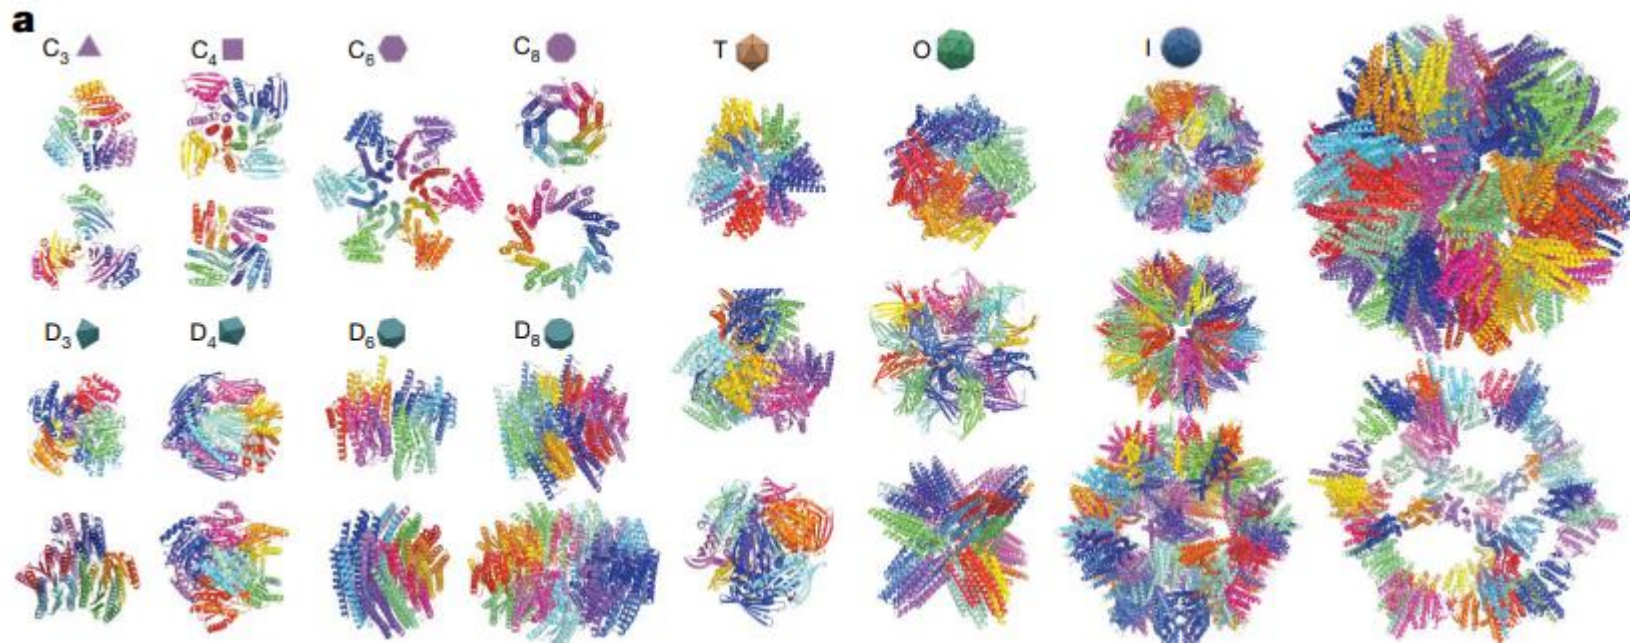 a
C₃ C₄ C₆ C₈ T O I
D₃ D₄ D₆ D₈